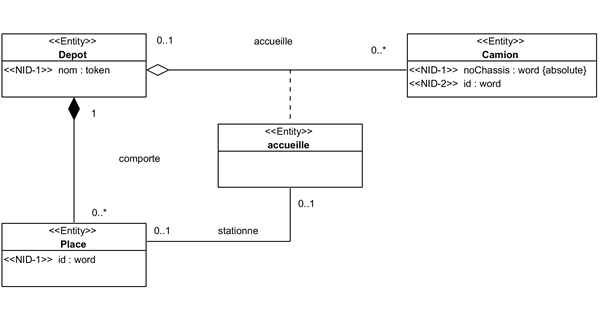 <<Entity>>
Depot
<<NID-1>> nom : token
0..1
accueille
0..*
<<Entity>>
Camion
<<NID-1>> noChassis : word {absolute}
<<NID-2>> id : word
1
<<Entity>>
accueille
comporte
0..*
0..1
<<Entity>>
Place
<<NID-1>> id : word
0..1
stationne